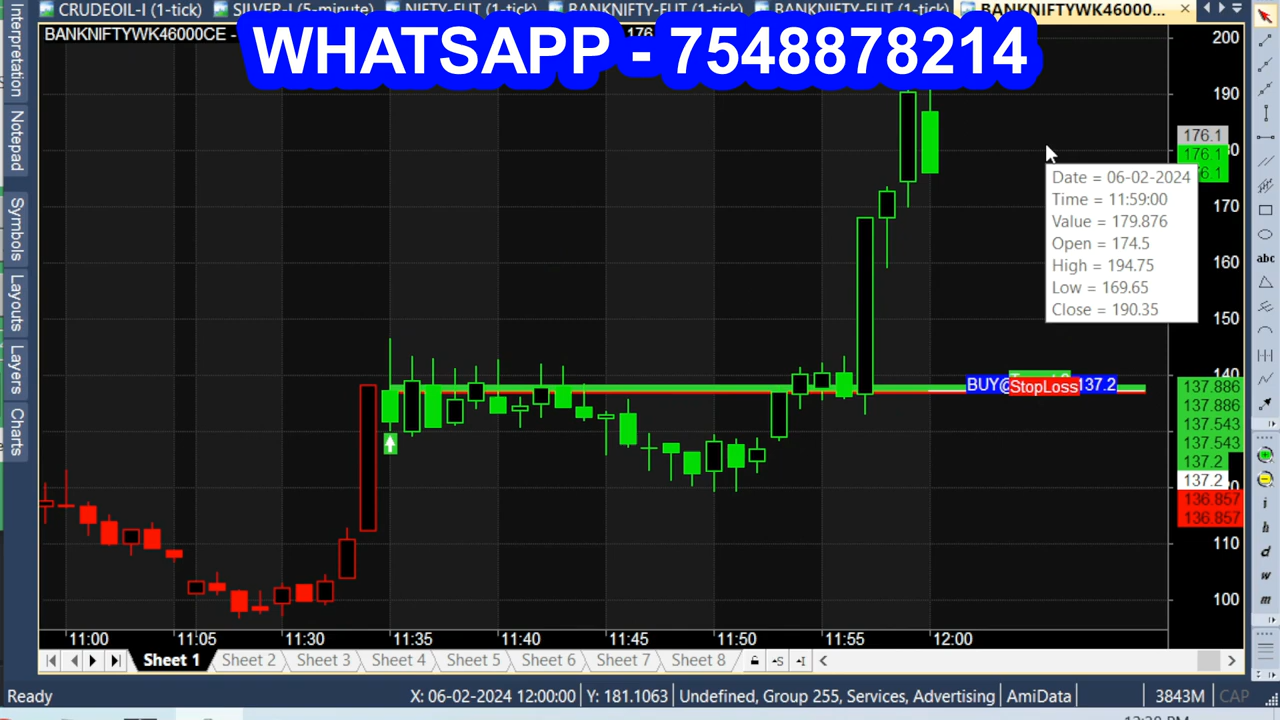 CRUDEOIL-I (1-tick) SILVER-I (5-minute) NIFTY-FUT (1-tick) BANKNIFTY-FUT (1-tick) BANKNIFTY-FUT (1-tick) BANKNIFTYWK46000...
BANKNIFTYWK46000CE -
WHATSAPP - 7548878214
Interpretation
Notepad
Symbols
Layouts
Layers
Charts
200
190
176.1
176.1
170
160
150
140
110
100
Date = 06-02-2024
Time = 11:59:00
Value = 179.876
Open = 174.5
High = 194.75
Low = 169.65
Close = 190.35
BUY@ StopLoss 137.2
137.886
137.886
137.543
137.543
137.2
137.2
136.857
136.857
abc
i
h
d
w
m
11:00 11:05 11:30 11:35 11:40 11:45 11:50 11:55 12:00
Sheet 1 Sheet 2 Sheet 3 Sheet 4 Sheet 5 Sheet 6 Sheet 7 Sheet 8
Ready X: 06-02-2024 12:00:00 Y: 181.1063 Undefined, Group 255, Services, Advertising AmiData 3843M CAP